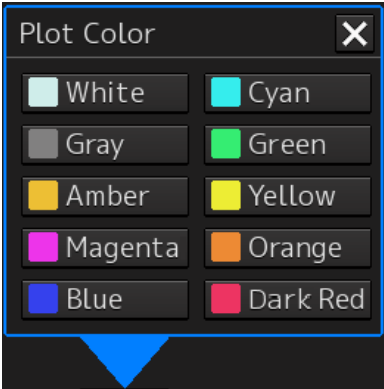 Plot Color
White
Cyan
Gray
Green
Amber
Yellow
Magenta
Orange
Blue
Dark Red